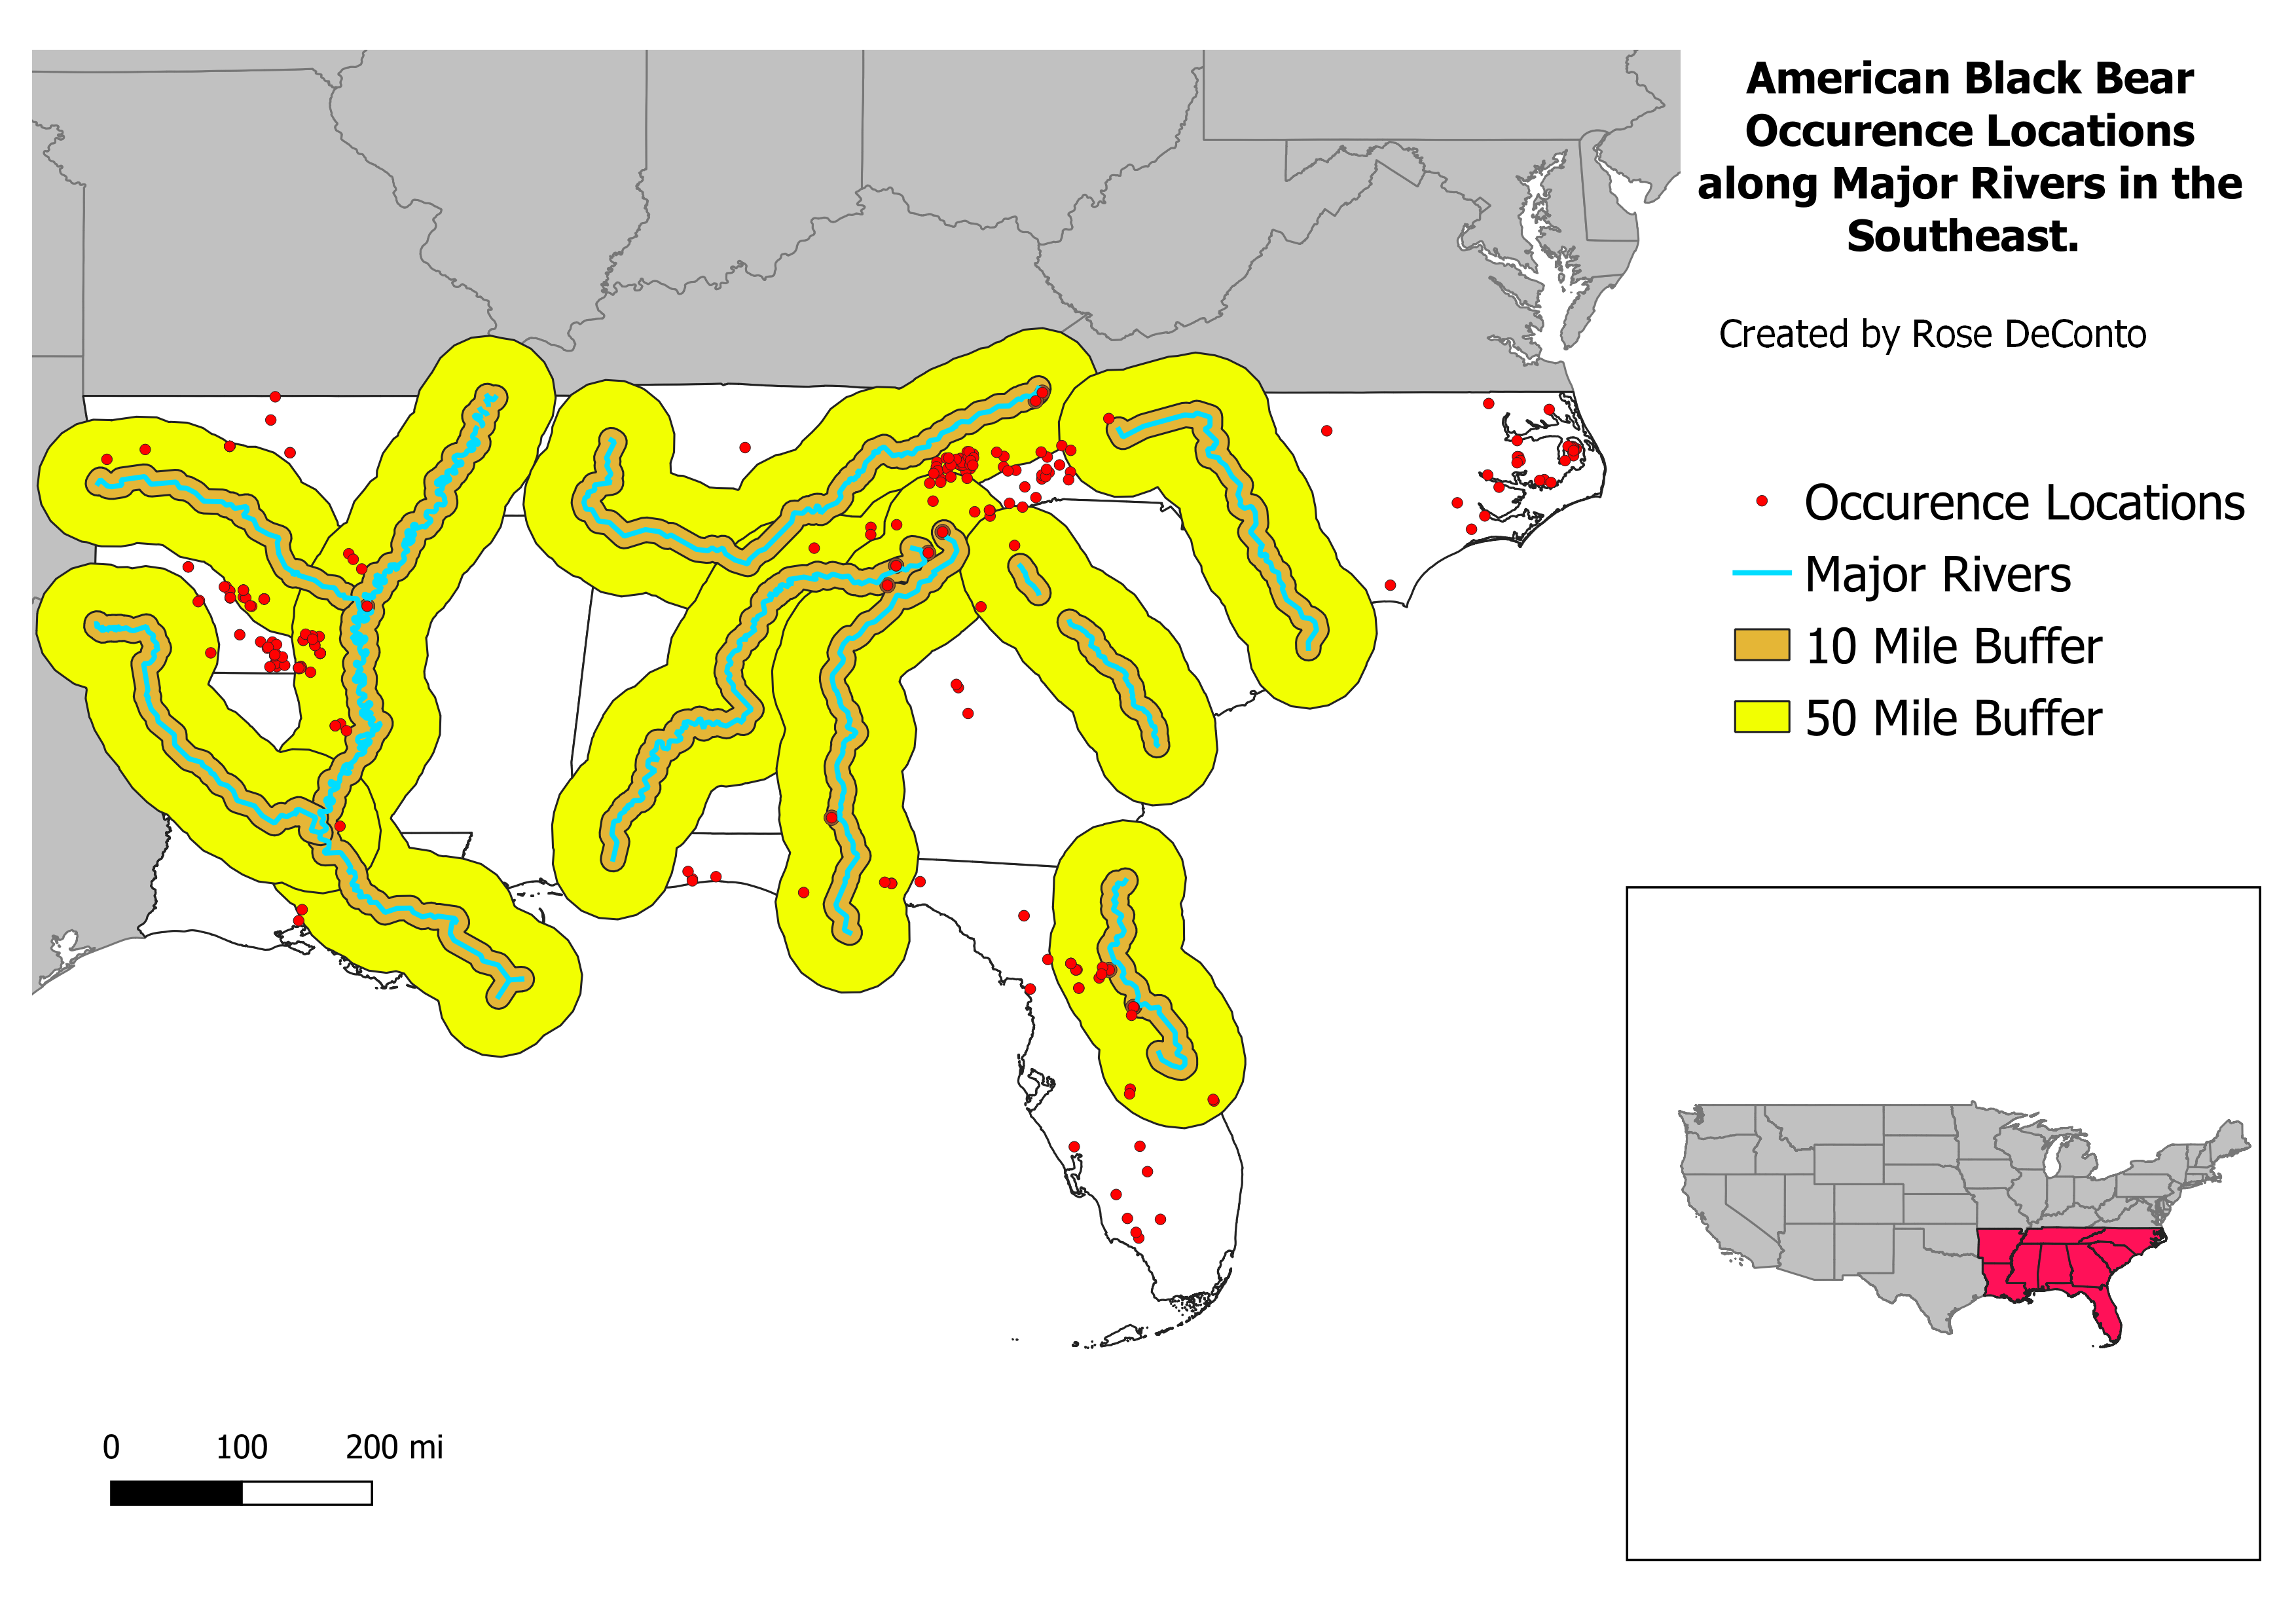 American Black Bear
Occurence Locations
along Major Rivers in the
Southeast.
Created by Rose DeConto
Occurence Locations
Major Rivers
10 Mile Buffer
50 Mile Buffer
0 100 200 mi